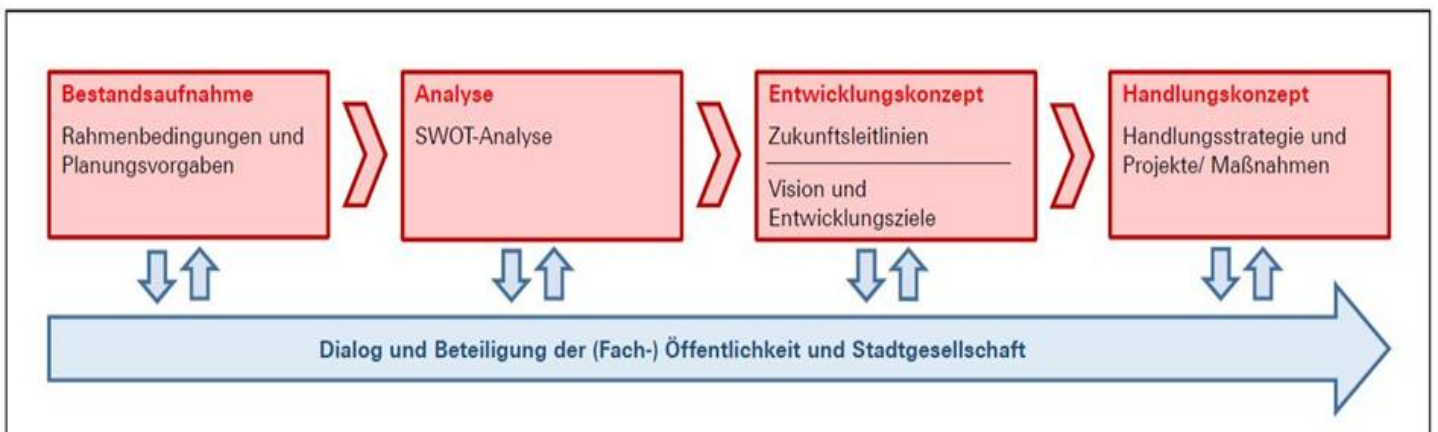 Bestandsaufnahme
Rahmenbedingungen und
Planungsvorgaben
Analyse
SWOT-Analyse
Entwicklungskonzept
Zukunftsleitlinien
Vision und
Entwicklungsziele
Handlungskonzept
Handlungsstrategie und
Projekte/ Maßnahmen
Dialog und Beteiligung der (Fach-) Öffentlichkeit und Stadtgesellschaft